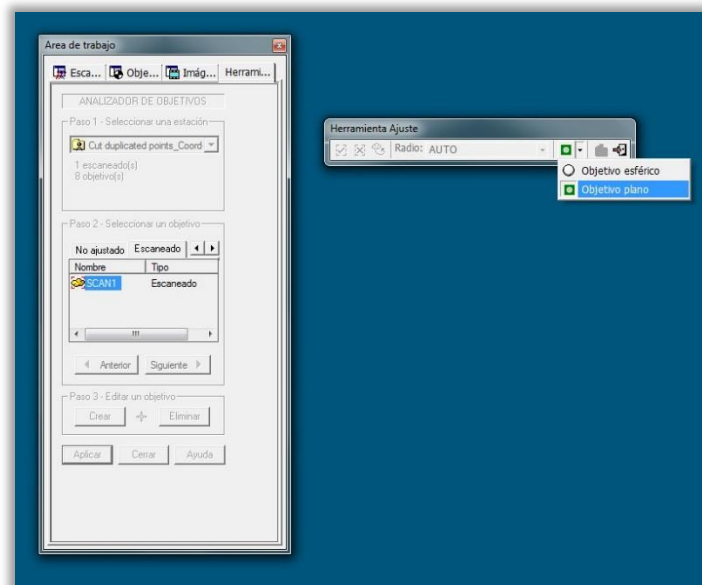 Area de trabajo
Esca... Obje... Imág... Herrami...
ANALIZADOR DE OBJETIVOS
Paso 1 - Seleccionar una estación
Cut duplicated points_Coord
1 escaneado(s)
8 objetivo(s)
Paso 2 - Seleccionar un objetivo
No ajustado Escaneado
Nombre Tipo
SCAN1 Escaneado
Anterior Siguiente
Paso 3 - Editar un objetivo
Crear Eliminar
Aplicar Cerrar Ayuda
Herramienta Ajuste
Radio: AUTO
Objetivo esférico
Objetivo plano